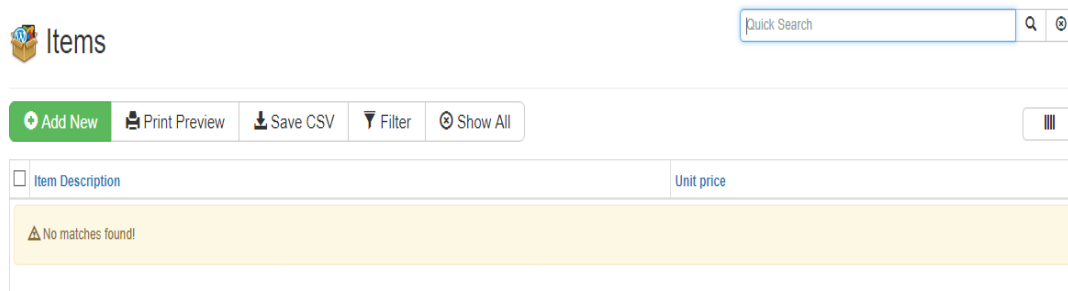 Quick Search
Items
Add New Print Preview Save CSV Filter Show All
Item Description Unit price
No matches found!